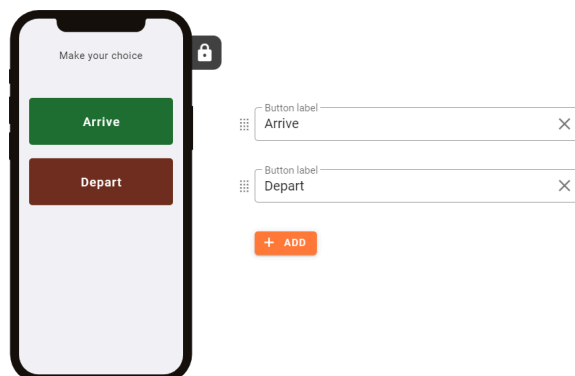 Make your choice
Arrive
Depart
Button label
Arrive
Button label
Depart
+ ADD